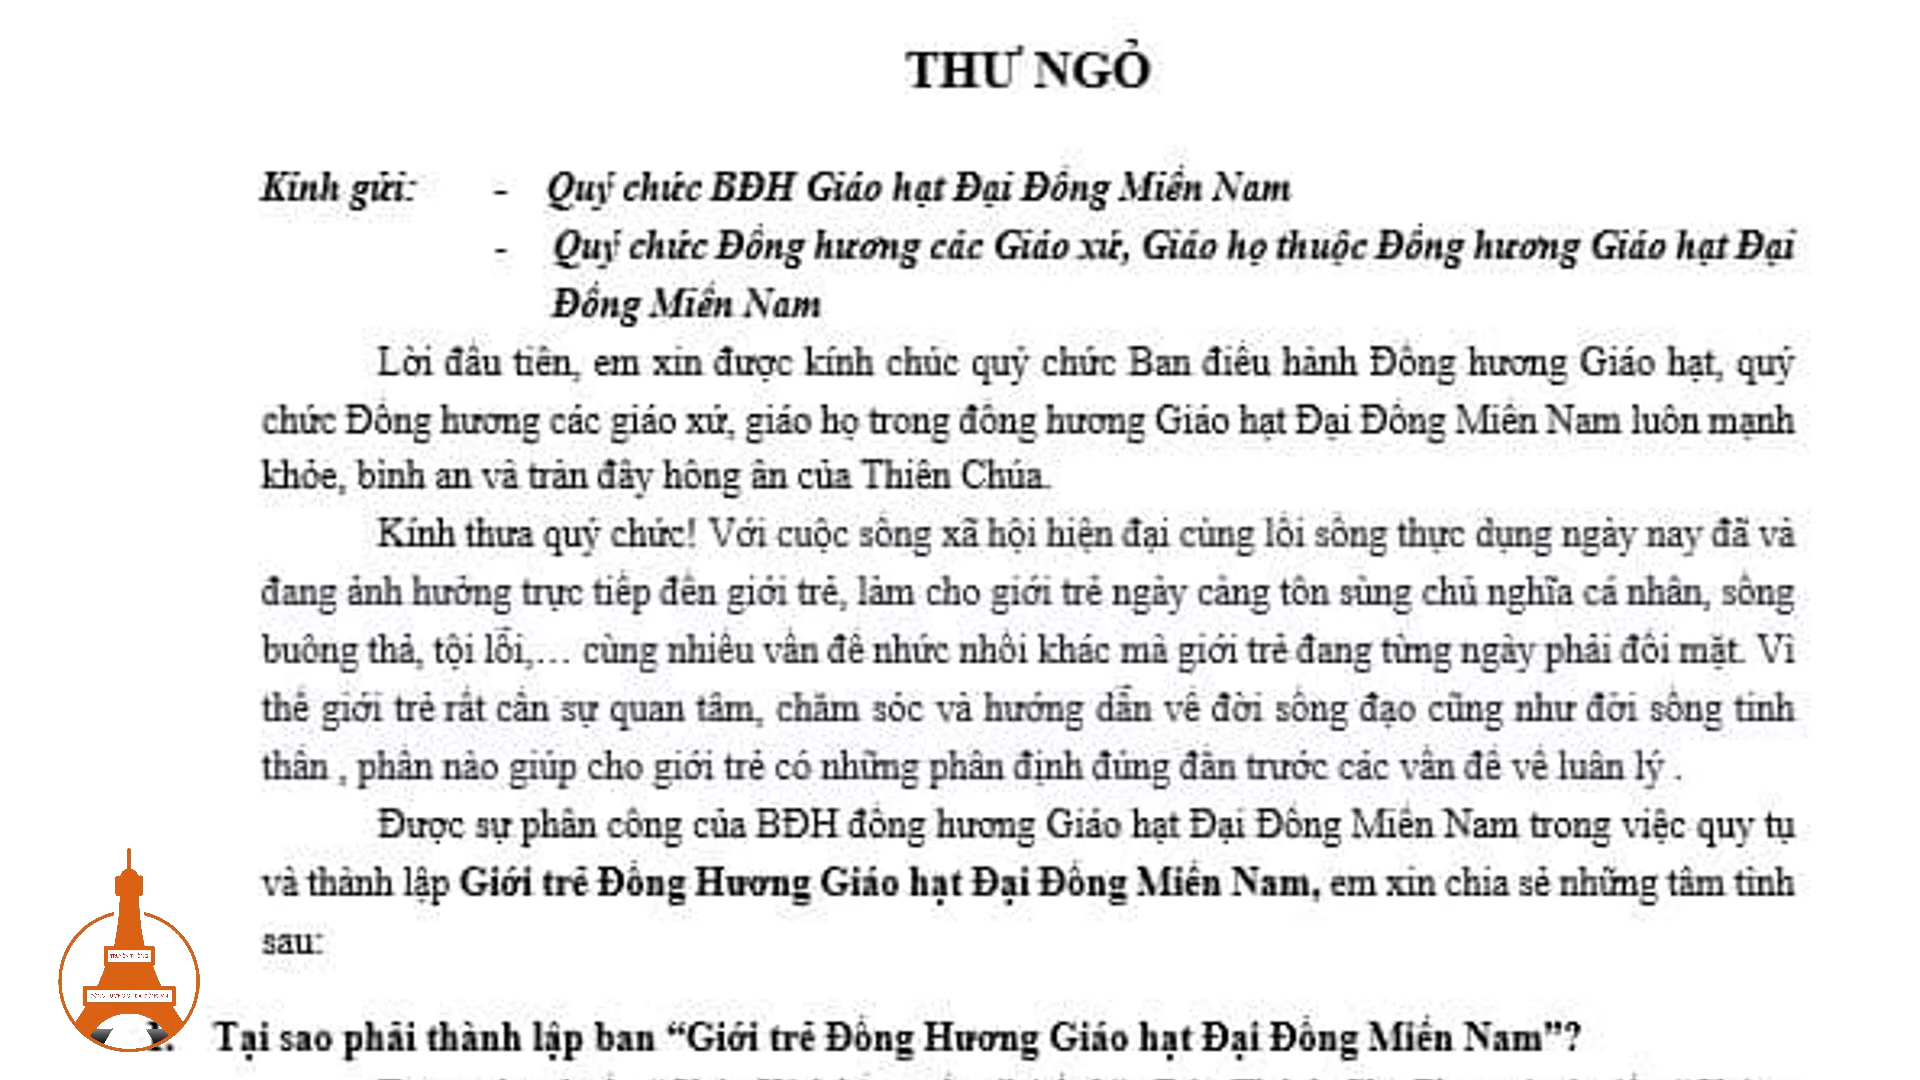 THƯ NGỎ
Kính gửi: - Quý chức BĐH Giáo hạt Đại Đồng Miền Nam
- Quý chức Đồng hương các Giáo xứ, Giáo họ thuộc Đồng hương Giáo hạt Đại
Đồng Miền Nam
Lời đầu tiên, em xin được kính chúc quý chức Ban điều hành Đồng hương Giáo hạt, quý
chức Đồng hương các giáo xứ, giáo họ trong đồng hương Giáo hạt Đại Đồng Miền Nam luôn mạnh
khỏe, bình an và tràn đầy hồng ân của Thiên Chúa.
Kính thưa quý chức! Với cuộc sống xã hội hiện đại cùng lối sống thực dụng ngày nay đã và
đang ảnh hưởng trực tiếp đến giới trẻ, làm cho giới trẻ ngày càng tôn sùng chủ nghĩa cá nhân, sống
buông thả, tội lỗi,… cùng nhiều vấn đề nhức nhối khác mà giới trẻ đang từng ngày phải đối mặt. Vì
thế giới trẻ rất cần sự quan tâm, chăm sóc và hướng dẫn về đời sống đạo cũng như đời sống tinh
thần , phần nào giúp cho giới trẻ có những phân định đúng đắn trước các vấn đề về luân lý .
Được sự phân công của BĐH đồng hương Giáo hạt Đại Đồng Miền Nam trong việc quy tụ
và thành lập Giới trẻ Đồng Hương Giáo hạt Đại Đồng Miền Nam, em xin chia sẻ những tâm tình
sau:
TRUYỀN THÔNG
Tại sao phải thành lập ban “Giới trẻ Đồng Hương Giáo hạt Đại Đồng Miền Nam”?